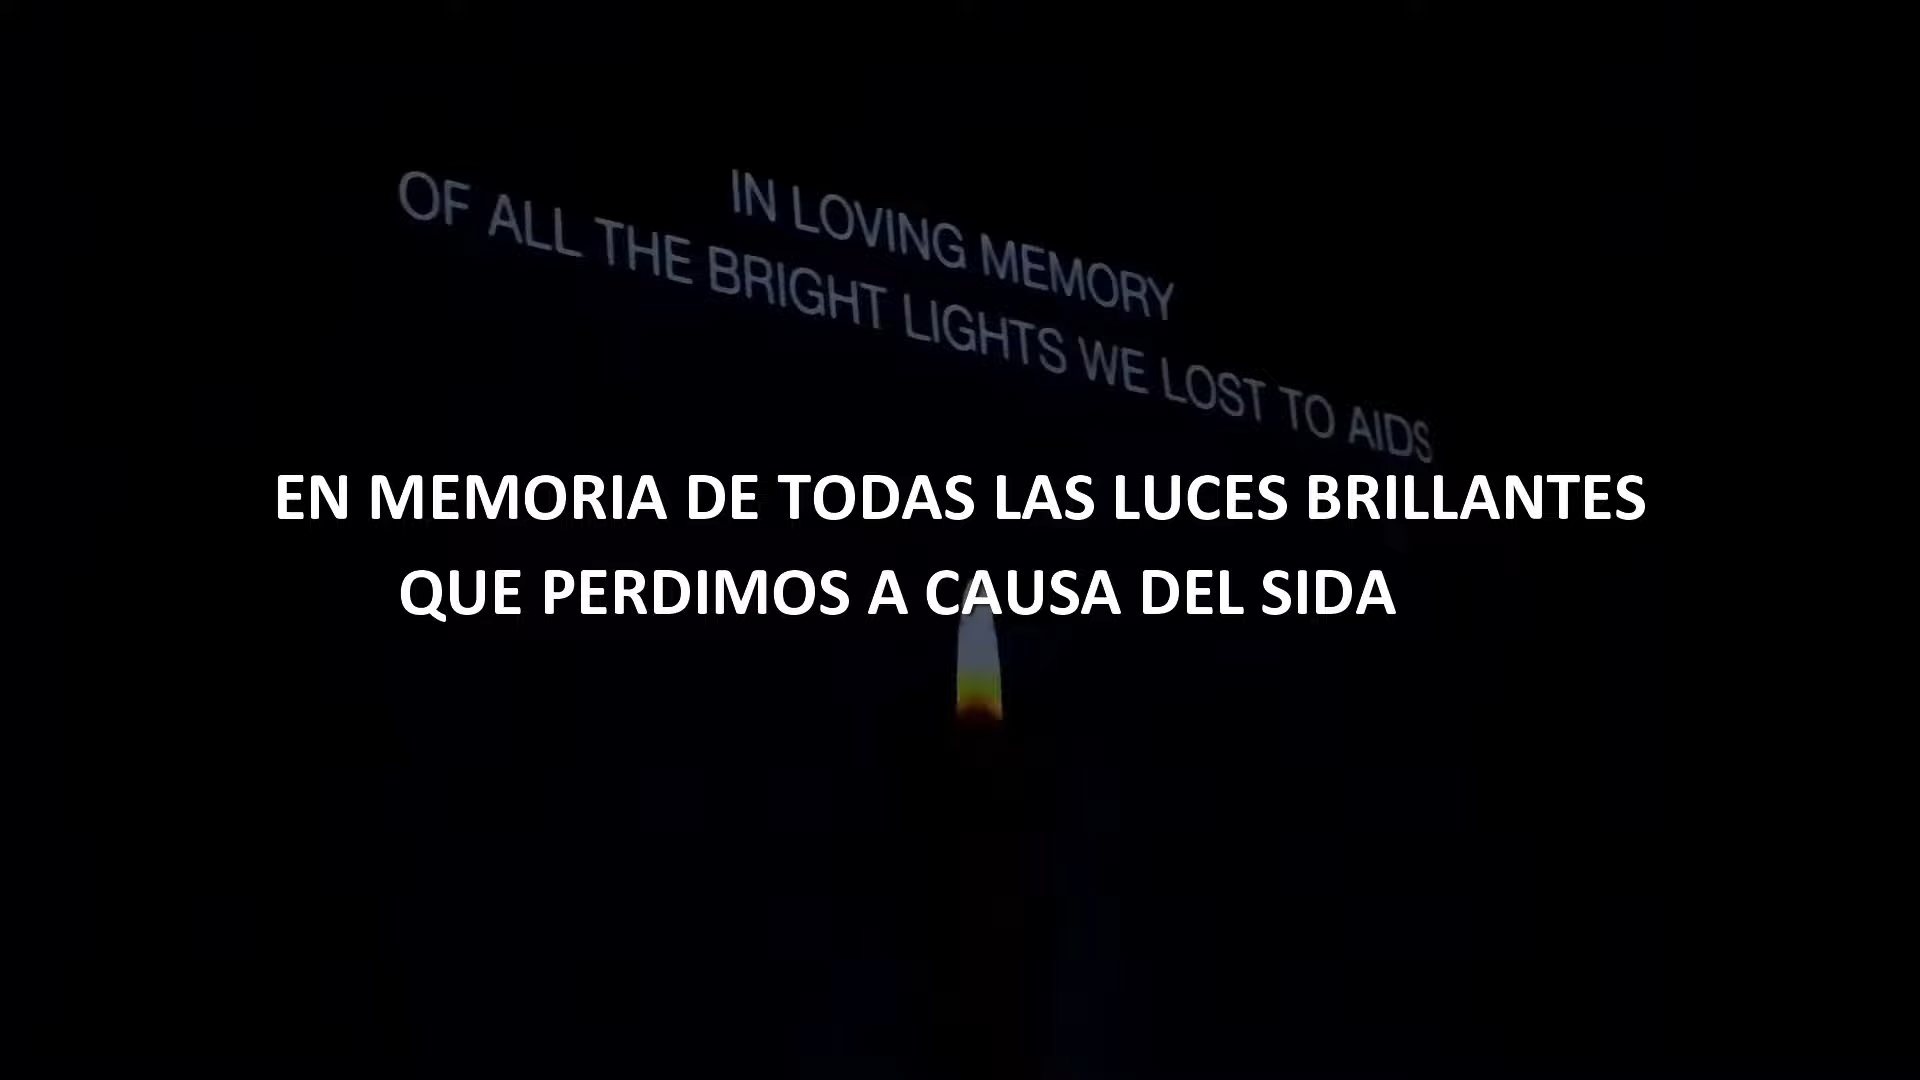 IN LOVING MEMORY
OF ALL THE BRIGHT LIGHTS WE LOST TO AIDS
EN MEMORIA DE TODAS LAS LUCES BRILLANTES
QUE PERDIMOS A CAUSA DEL SIDA